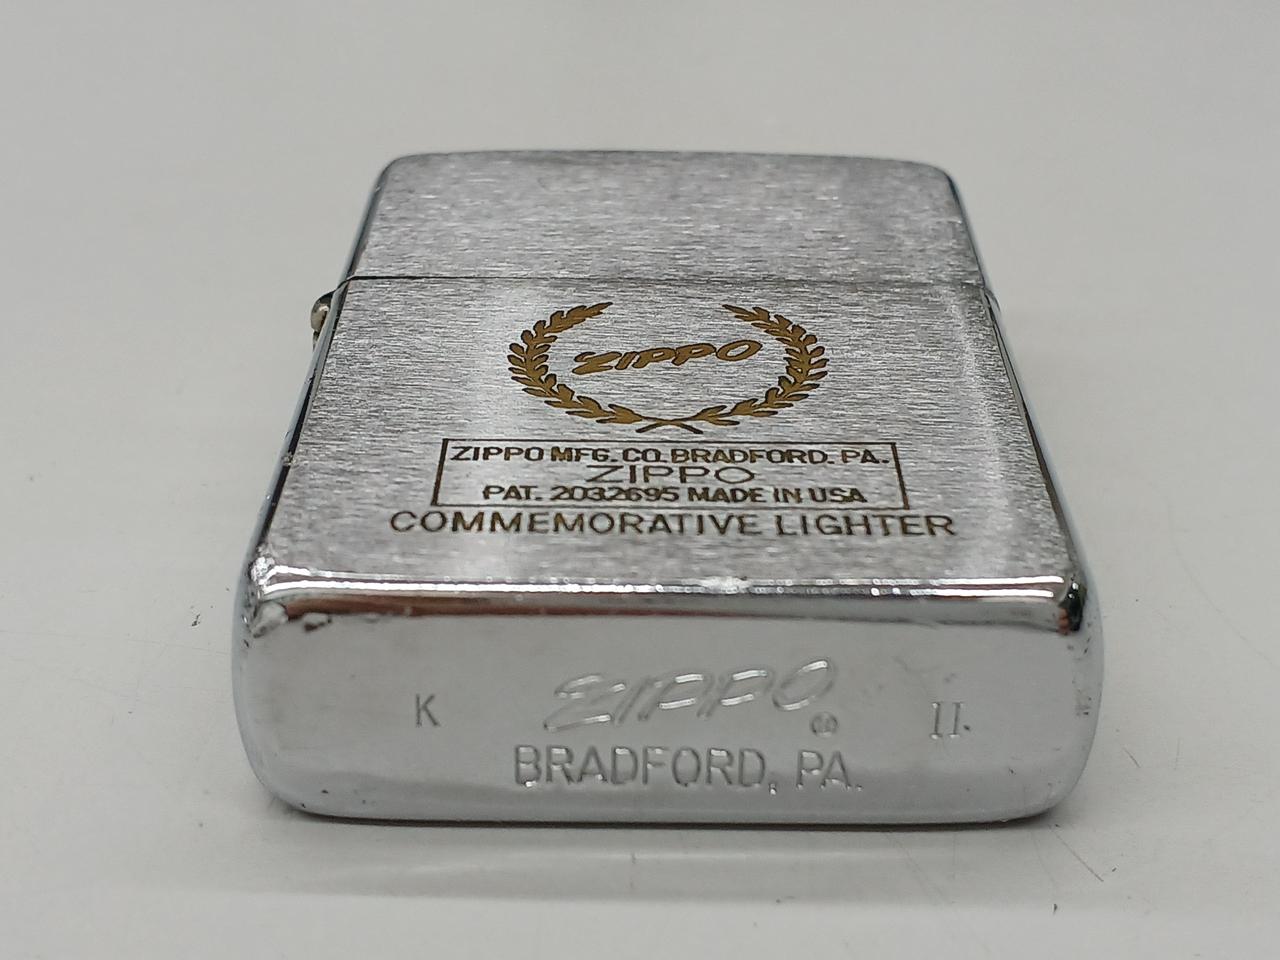 ZIPPO
ZIPPO MFG. CO. BRADFORD. PA.
ZIPPO
PAT. 2032695 MADE IN USA
COMMEMORATIVE LIGHTER
K ZIPPO ® II
BRADFORD, PA.